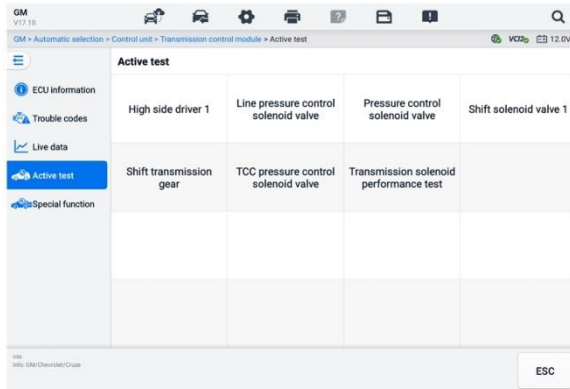 GM
V17.10
GM > Automatic selection > Control unit > Transmission control module > Active test
VCI2
12.0V
Active test
ECU information
Trouble codes
Live data
Active test
Special function
High side driver 1
Line pressure control
solenoid valve
Pressure control
solenoid valve
Shift solenoid valve 1
Shift transmission
gear
TCC pressure control
solenoid valve
Transmission solenoid
performance test
VIN:
Info: GM/Chevrolet/Cruze
ESC